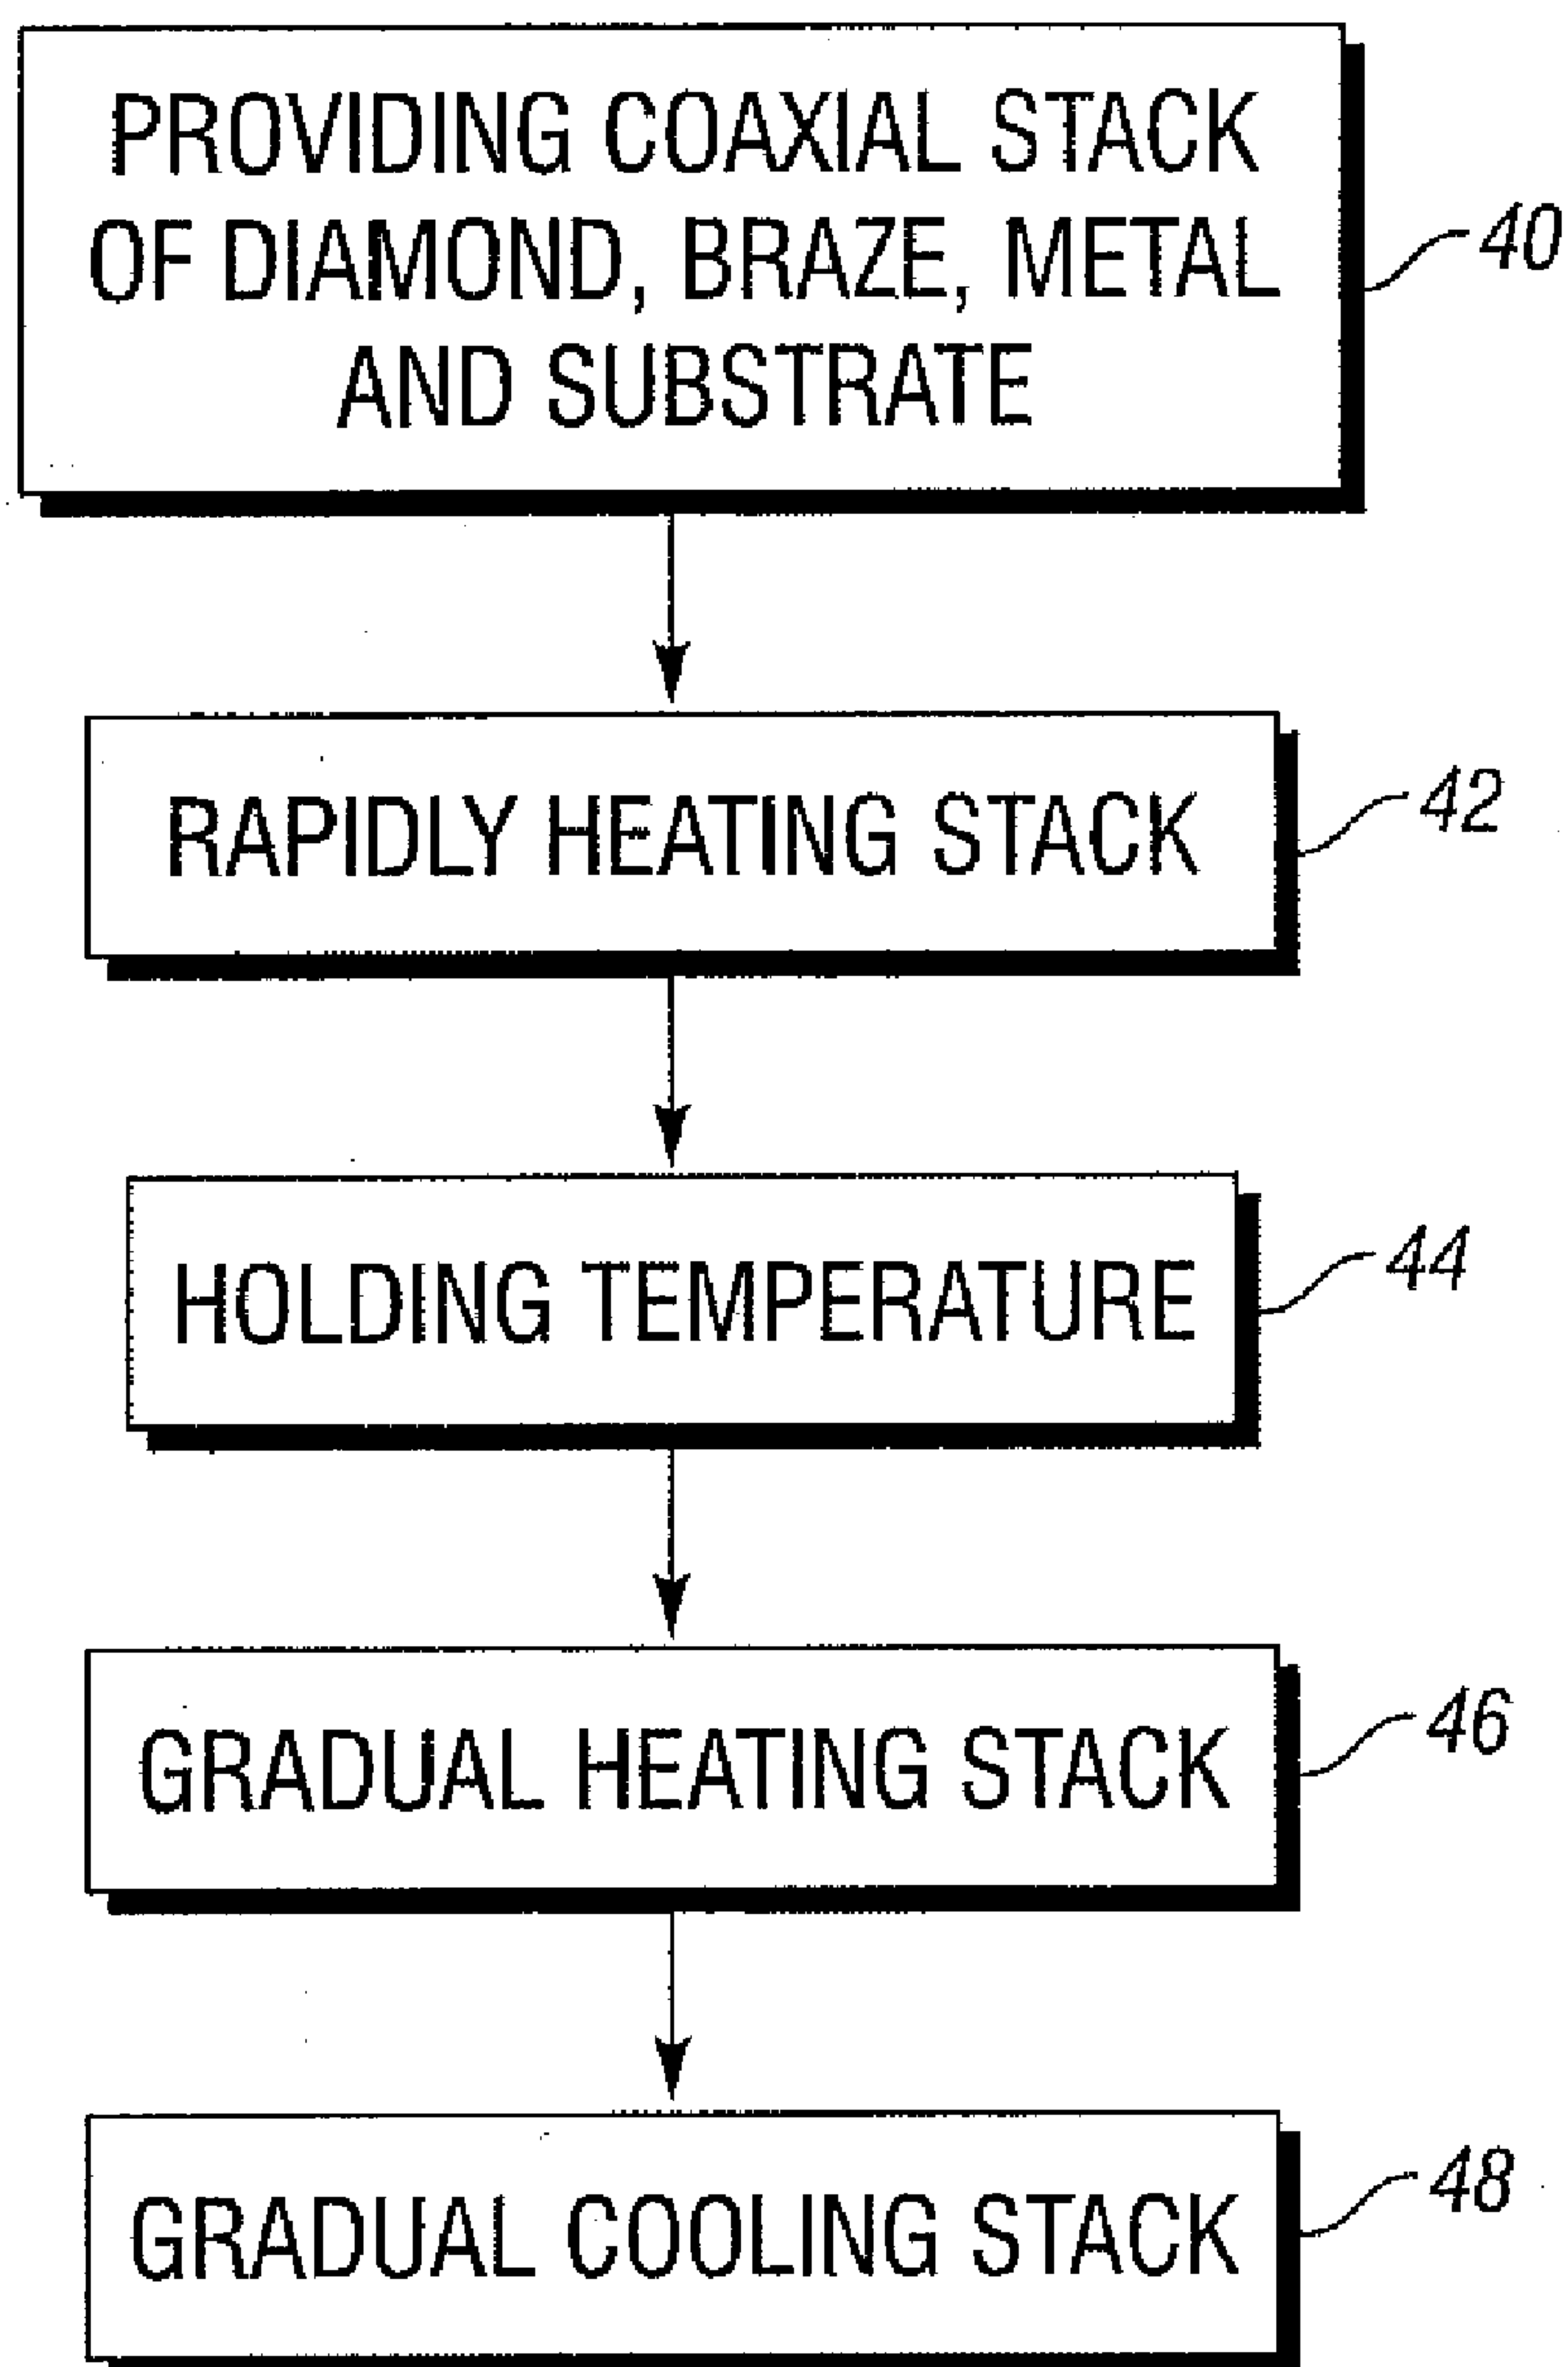 PROVIDING COAXIAL STACK
OF DIAMOND, BRAZE, METAL
AND SUBSTRATE
40
RAPIDLY HEATING STACK
42
HOLDING TEMPERATURE
44
GRADUAL HEATING STACK
46
GRADUAL COOLING STACK
48